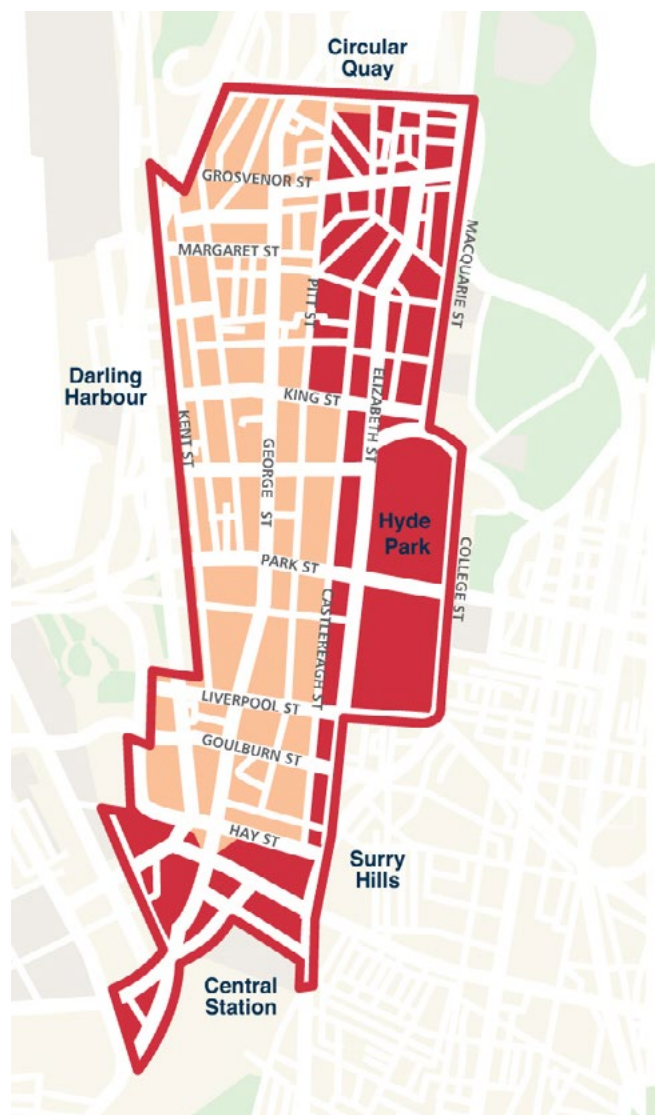 Circular
Quay
GROSVENOR ST
MARGARET ST
MACQUARIE ST
PITT ST
Darling
Harbour
KING ST
ELIZABETH ST
KENT ST
GEORGE ST
Hyde
Park
COLLEGE ST
PARK ST
CASTLEREAGH ST
LIVERPOOL ST
GOULBURN ST
HAY ST
Surry
Hills
Central
Station